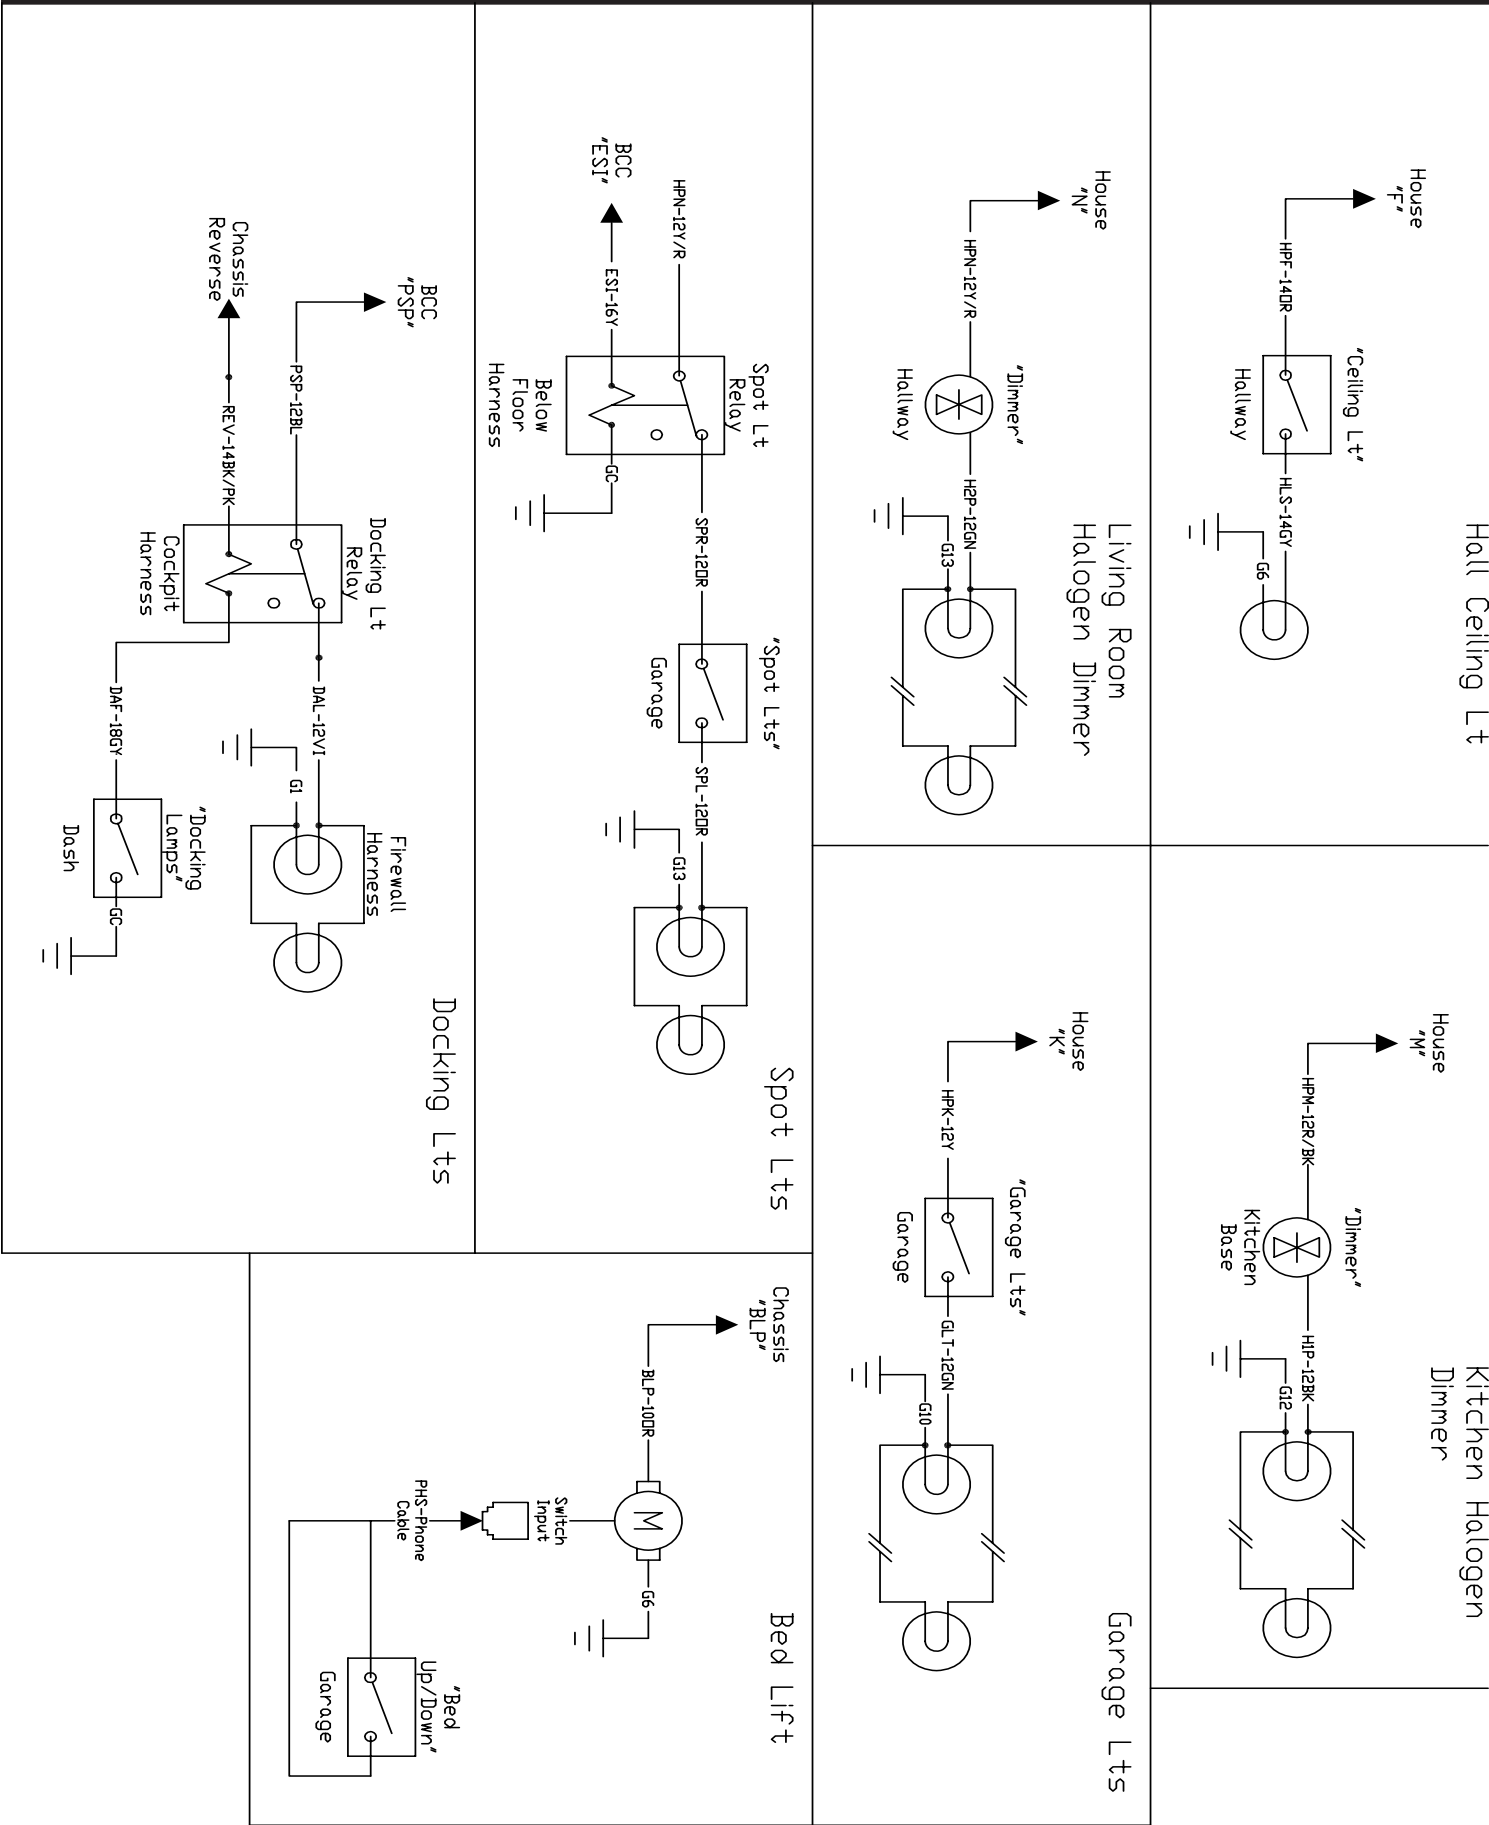 Hall Ceiling Lt
House
"F"
HPF-14OR
"Ceiling Lt"
Hallway
HLS-14GY
G6
Kitchen Halogen
Dimmer
House
"M"
HPM-12R/BK
"Dimmer"
Kitchen
Base
H1P-12BK
G12
Living Room
Halogen Dimmer
House
"N"
HPN-12Y/R
"Dimmer"
Hallway
H2P-12GN
G13
Garage Lts
House
"K"
HPK-12Y
"Garage Lts"
Garage
GLT-12GN
G10
Spot Lts
HPN-12Y/R
BCC
"ESI"
ESI-16Y
Spot Lt
Relay
Below
Floor
Harness
GC
SPR-12OR
"Spot Lts"
Garage
SPL-12OR
G13
Bed Lift
Chassis
"BLP"
BLP-10OR
M
G6
Switch
Input
PHS-Phone
Cable
"Bed
Up/Down"
Garage
Docking Lts
BCC
"PSP"
PSP-12BL
Chassis
Reverse
REV-14BK/PK
Docking Lt
Relay
Cockpit
Harness
DAL-12VI
G1
Firewall
Harness
DAF-18GY
"Docking
Lamps"
Dash
GC